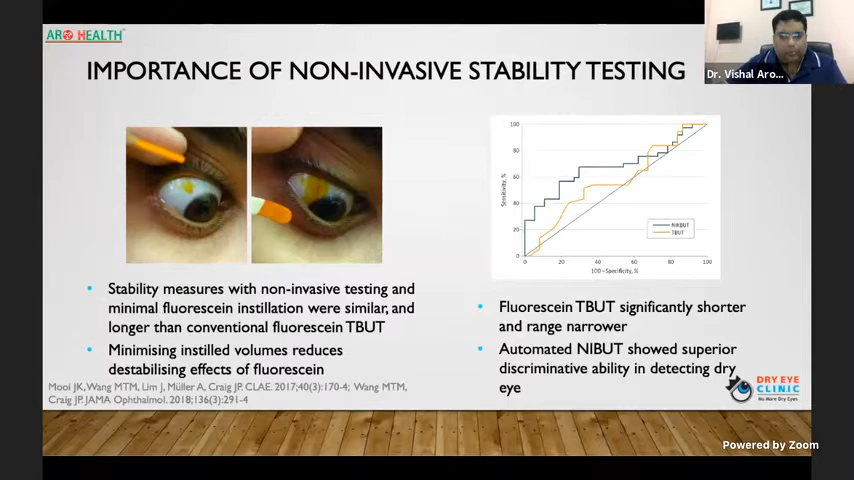 AROHEALTH
Dr. Vishal Aro...
IMPORTANCE OF NON-INVASIVE STABILITY TESTING
100
80
60
40
20
0
Sensitivity, %
NIKBUT
TBUT
0 20 40 60 80 100
100 - Specificity, %
Stability measures with non-invasive testing and
minimal fluorescein instillation were similar, and
longer than conventional fluorescein TBUT
Minimising instilled volumes reduces
destabilising effects of fluorescein
Fluorescein TBUT significantly shorter
and range narrower
Automated NIBUT showed superior
discriminative ability in detecting dry
eye
Mooi JK, Wang MTM, Lim J, Müller A, Craig JP. CLAE. 2017;40(3):170-4; Wang MTM,
Craig JP. JAMA Ophthalmol. 2018;136(3):291-4
DRY EYE
CLINIC
No More Dry Eyes
Powered by Zoom